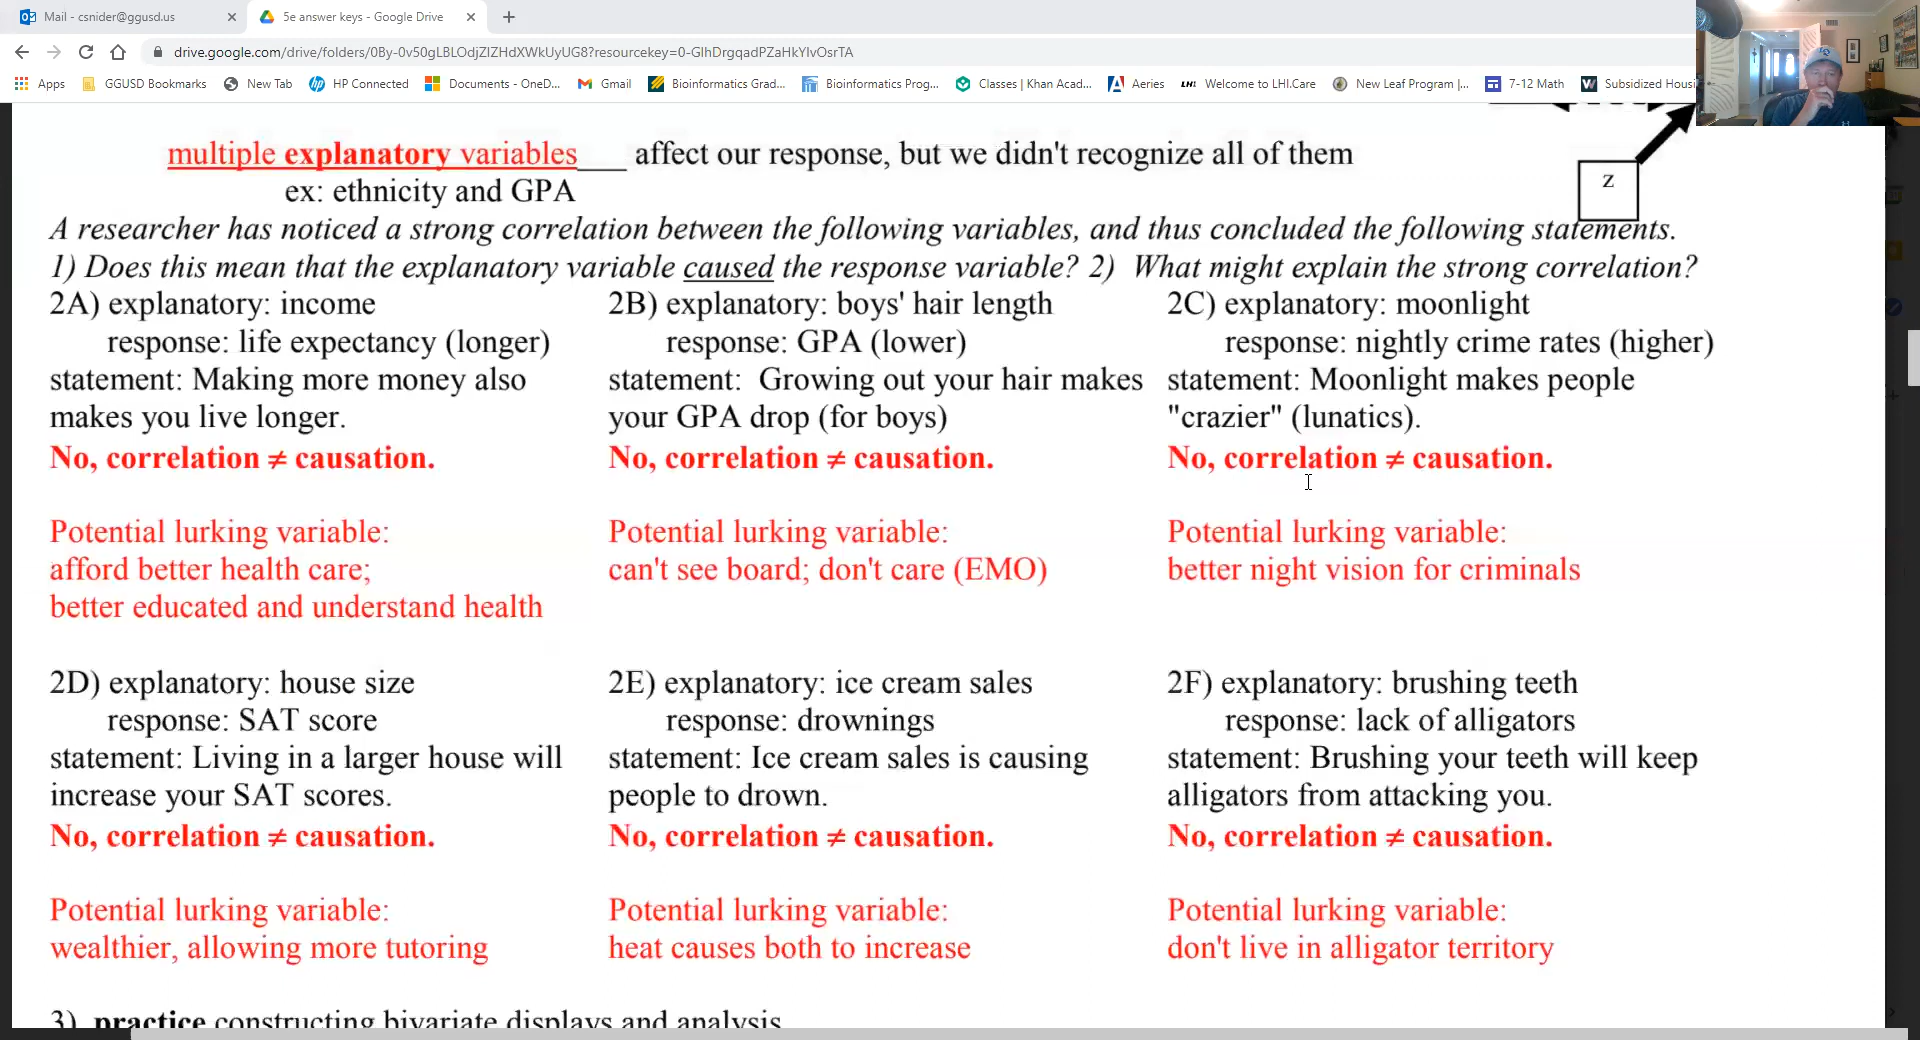 Mail - csnider@ggusd.us
5e answer keys - Google Drive
drive.google.com/drive/folders/0By-0v50gLBLOdjZIZHdXWkUyUG8?resourcekey=0-GlhDrgqadPZaHkYlvOsrTA
Apps GGUSD Bookmarks New Tab HP Connected Documents - OneD... Gmail Bioinformatics Grad... Bioinformatics Prog... Classes | Khan Acad... Aeries LHI. Welcome to LHI.Care New Leaf Program |... 7-12 Math Subsidized Housi
multiple explanatory variables___ affect our response, but we didn't recognize all of them
z
ex: ethnicity and GPA
A researcher has noticed a strong correlation between the following variables, and thus concluded the following statements.
1) Does this mean that the explanatory variable caused the response variable? 2) What might explain the strong correlation?
2A) explanatory: income
response: life expectancy (longer)
statement: Making more money also
makes you live longer.
No, correlation ≠ causation.
Potential lurking variable:
afford better health care;
better educated and understand health
2B) explanatory: boys' hair length
response: GPA (lower)
statement: Growing out your hair makes
your GPA drop (for boys)
No, correlation ≠ causation.
Potential lurking variable:
can't see board; don't care (EMO)
2C) explanatory: moonlight
response: nightly crime rates (higher)
statement: Moonlight makes people
"crazier" (lunatics).
No, correlation ≠ causation.
Potential lurking variable:
better night vision for criminals
2D) explanatory: house size
response: SAT score
statement: Living in a larger house will
increase your SAT scores.
No, correlation ≠ causation.
Potential lurking variable:
wealthier, allowing more tutoring
2E) explanatory: ice cream sales
response: drownings
statement: Ice cream sales is causing
people to drown.
No, correlation ≠ causation.
Potential lurking variable:
heat causes both to increase
2F) explanatory: brushing teeth
response: lack of alligators
statement: Brushing your teeth will keep
alligators from attacking you.
No, correlation ≠ causation.
Potential lurking variable:
don't live in alligator territory
3) practice constructing bivariate displays and analysis